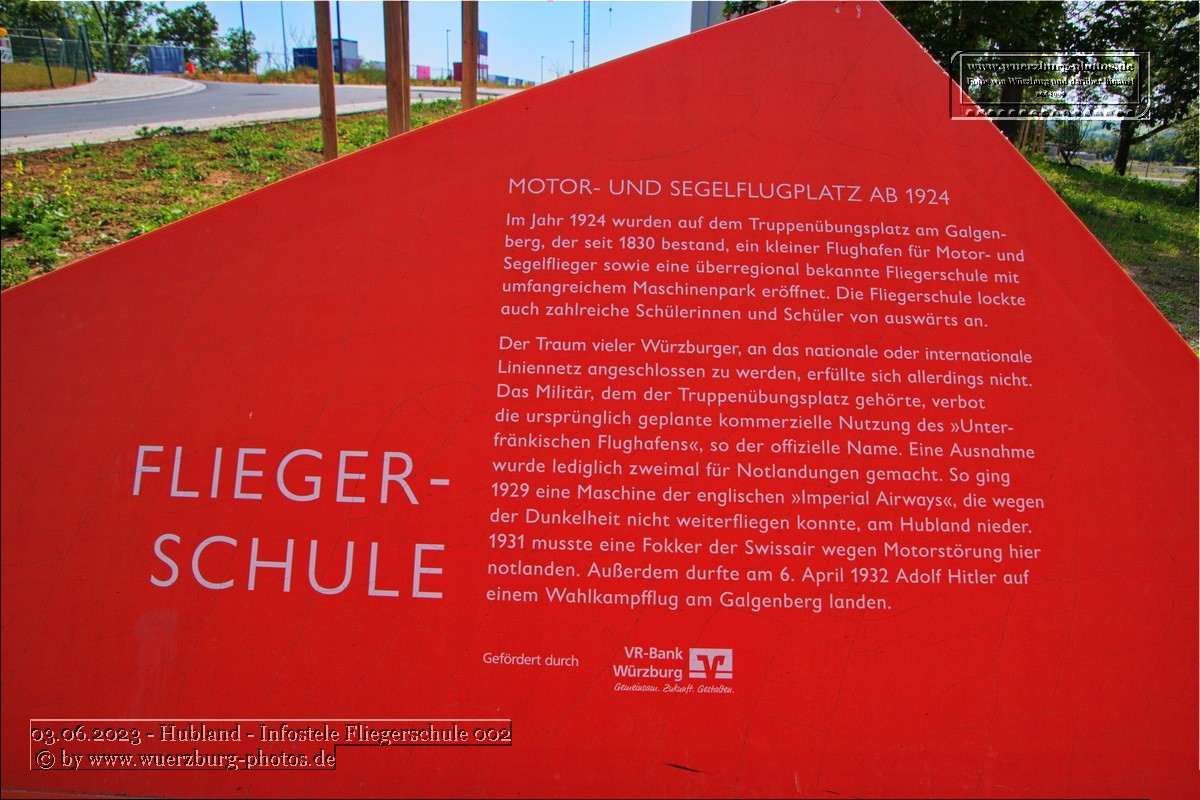 www.wuerzburg-photos.de
Fotos von Würzburg und darüber hinaus!
MOTOR- UND SEGELFLUGPLATZ AB 1924
Im Jahr 1924 wurden auf dem Truppenübungsplatz am Galgen-
berg, der seit 1830 bestand, ein kleiner Flughafen für Motor- und
Segelflieger sowie eine überregional bekannte Fliegerschule mit
umfangreichem Maschinenpark eröffnet. Die Fliegerschule lockte
auch zahlreiche Schülerinnen und Schüler von auswärts an.
Der Traum vieler Würzburger, an das nationale oder internationale
Liniennetz angeschlossen zu werden, erfüllte sich allerdings nicht.
Das Militär, dem der Truppenübungsplatz gehörte, verbot
die ursprünglich geplante kommerzielle Nutzung des »Unter-
fränkischen Flughafens«, so der offizielle Name. Eine Ausnahme
wurde lediglich zweimal für Notlandungen gemacht. So ging
1929 eine Maschine der englischen »Imperial Airways«, die wegen
der Dunkelheit nicht weiterfliegen konnte, am Hubland nieder.
1931 musste eine Fokker der Swissair wegen Motorstörung hier
notlanden. Außerdem durfte am 6. April 1932 Adolf Hitler auf
einem Wahlkampfflug am Galgenberg landen.
FLIEGER-
SCHULE
Gefördert durch
VR-Bank
Würzburg
Gemeinsam. Zukunft. Gestalten.
03.06.2023 - Hubland - Infostele Fliegerschule 002
© by www.wuerzburg-photos.de